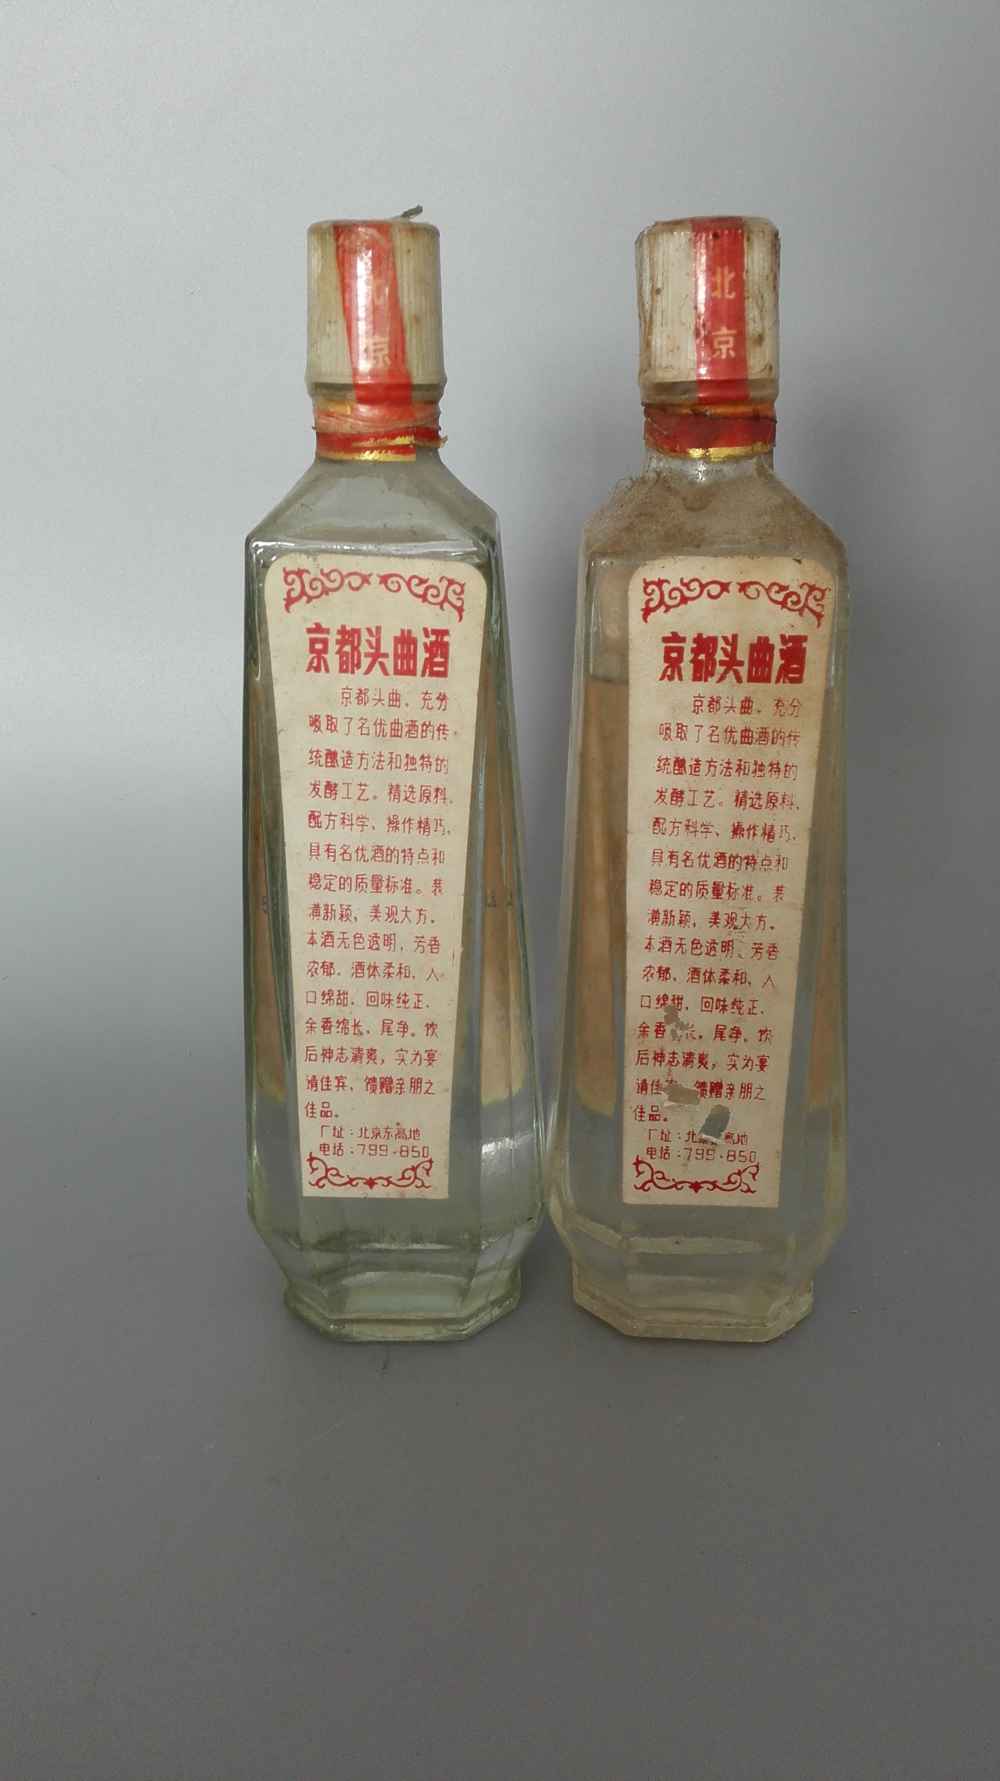 京
京都头曲酒
京都头曲，充分
吸取了名优曲酒的传
统酿造方法和独特的
发酵工艺。精选原料、
配方科学、操作精巧、
具有名优酒的特点和
稳定的质量标准。装
潢新颖，美观大方。
本酒无色透明，芳香
浓郁、酒体柔和、入
口绵甜、回味纯正、
余香绵长、尾净。饮
后神志清爽，实为宴
请佳宾、馈赠亲朋之
佳品。
厂址：北京东高地
电话：799·850
北
京
京都头曲酒
京都头曲，充分
吸取了名优曲酒的传
统酿造方法和独特的
发酵工艺。精选原料、
配方科学、操作精巧、
具有名优酒的特点和
稳定的质量标准。装
潢新颖，美观大方。
本酒无色透明、芳香
浓郁、酒体柔和、入
口绵甜、回味纯正、
余香 长、尾净。饮
后神志清爽，实为宴
请佳宾、馈赠亲朋之
佳品。
厂址：北京 高地
电话：799·850